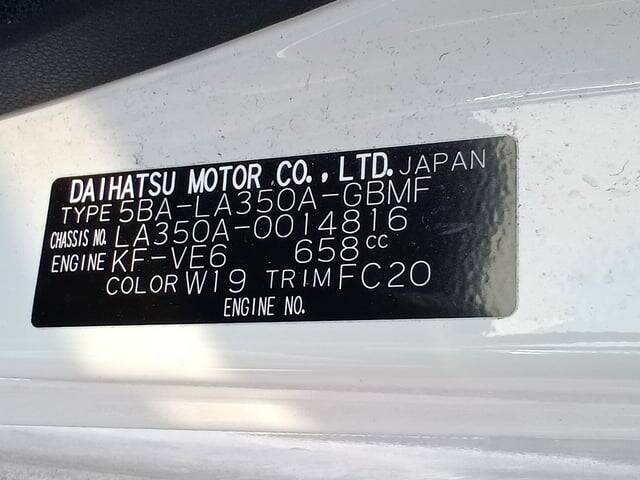 DAIHATSU MOTOR CO., LTD. JAPAN
TYPE 5BA-LA350A-GBMF
CHASSIS NO. LA350A-0014816
ENGINE KF-VE6 658cc
COLOR W19 TRIM FC20
ENGINE NO.